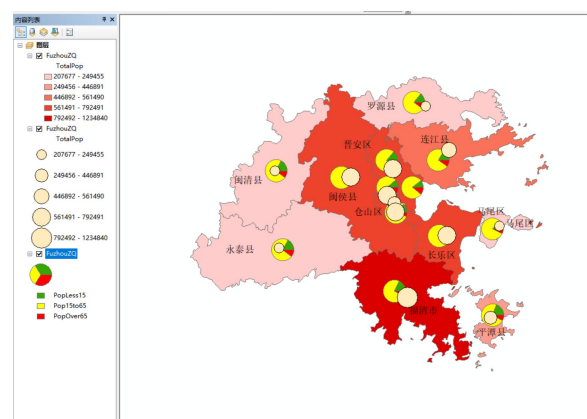 内容列表
图层
FuzhouZQ
TotalPop
207677 - 249455
249456 - 446891
446892 - 561490
561491 - 792491
792492 - 1234840
FuzhouZQ
TotalPop
207677 - 249455
249456 - 446891
446892 - 561490
561491 - 792491
792492 - 1234840
FuzhouZQ
PopLess15
Pop15to65
PopOver65
罗源县
晋安区
连江县
闽清县
闽侯县
仓山区
马尾区
马尾区
永泰县
长乐区
福清市
平潭县